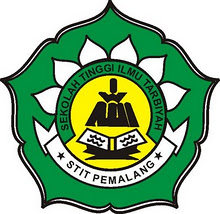 SEKOLAH TINGGI ILMU TARBIYAH
STIT PEMALANG